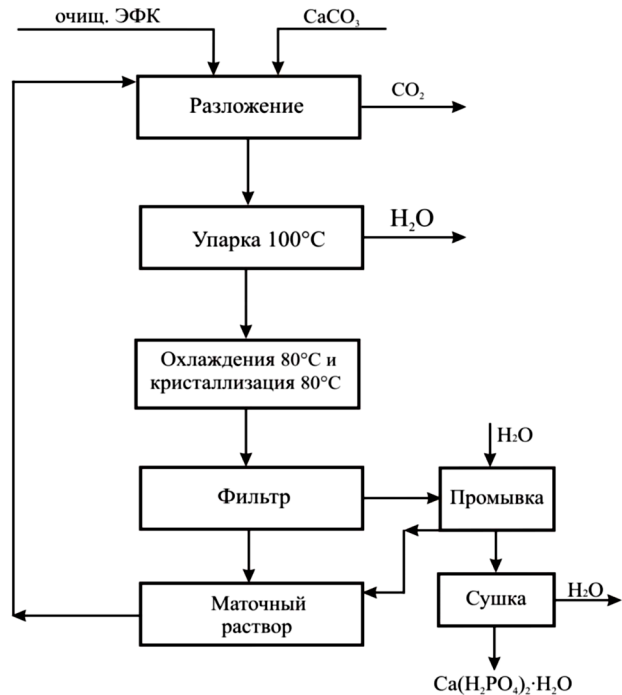 очищ. ЭФК
CaCO₃
Разложение
CO₂
Упарка 100°С
H₂O
Охлаждения 80°С и
кристаллизация 80°С
H₂O
Фильтр
Промывка
Маточный
раствор
Сушка
H₂O
Ca(H₂PO₄)₂·H₂O